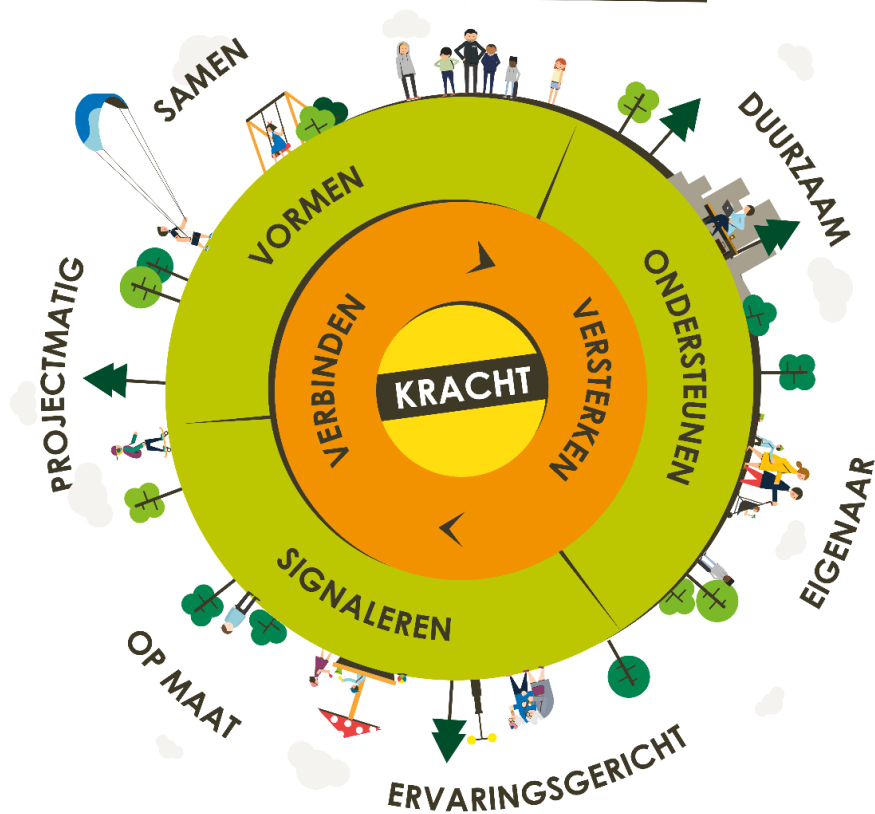 SAMEN
DUURZAAM
EIGENAAR
ERVARINGSGERICHT
OP MAAT
PROJECTMATIG
VORMEN
ONDERSTEUNEN
SIGNALEREN
VERBINDEN
VERSTERKEN
KRACHT